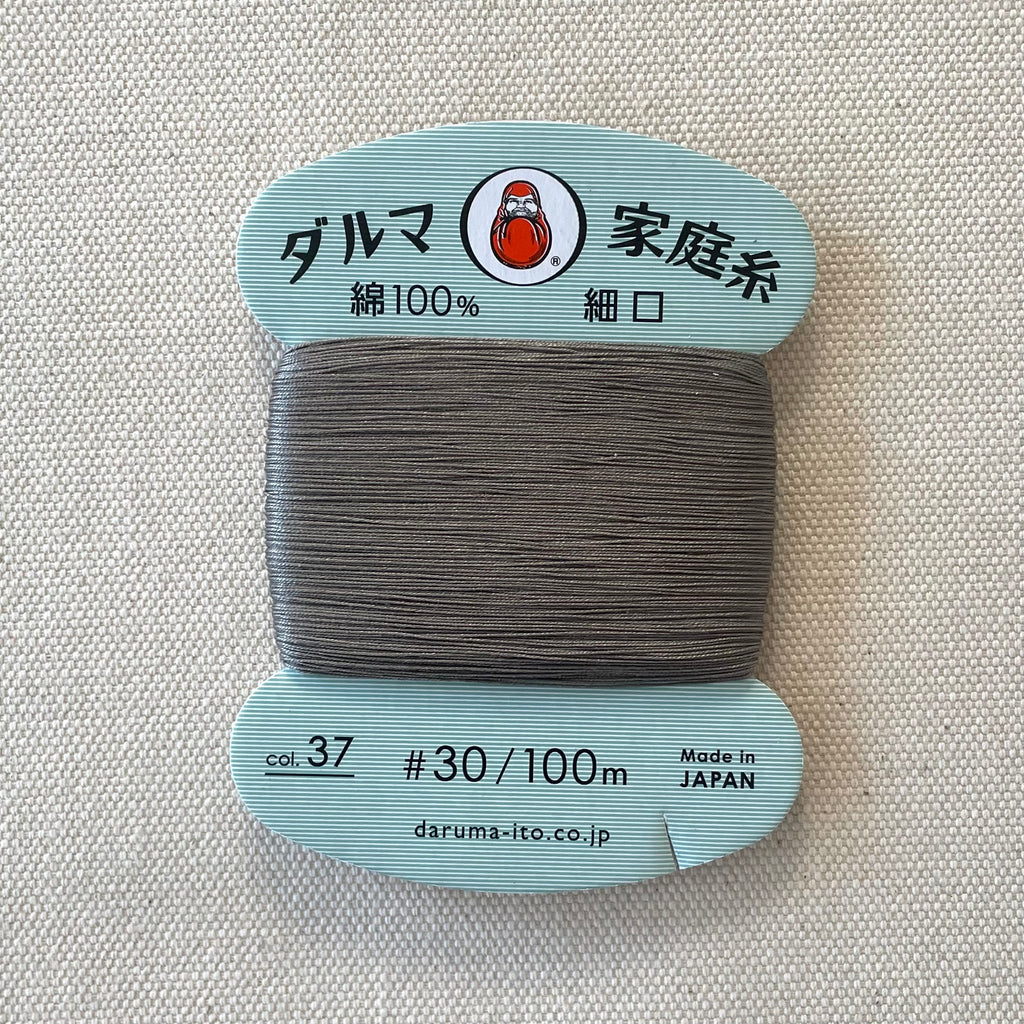 ダルマ 家庭糸
®
綿100% 細口
col. 37 #30/100m Made in JAPAN
daruma-ito.co.jp